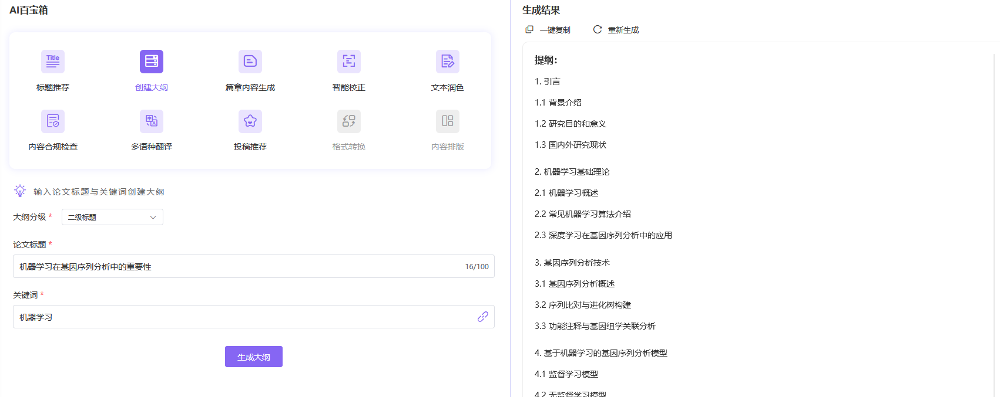 AI百宝箱
Title
标题推荐
创建大纲
篇章内容生成
智能校正
文本润色
内容合规检查
中 A
多语种翻译
投稿推荐
格式转换
内容排版
输入论文标题与关键词创建大纲
大纲分级 * 二级标题
论文标题 *
机器学习在基因序列分析中的重要性 16/100
关键词 *
机器学习
生成大纲
生成结果
一键复制 重新生成
提纲：
1. 引言
1.1 背景介绍
1.2 研究目的和意义
1.3 国内外研究现状
2. 机器学习基础理论
2.1 机器学习概述
2.2 常见机器学习算法介绍
2.3 深度学习在基因序列分析中的应用
3. 基因序列分析技术
3.1 基因序列分析概述
3.2 序列比对与进化树构建
3.3 功能注释与基因组学关联分析
4. 基于机器学习的基因序列分析模型
4.1 监督学习模型
4.2 无监督学习模型